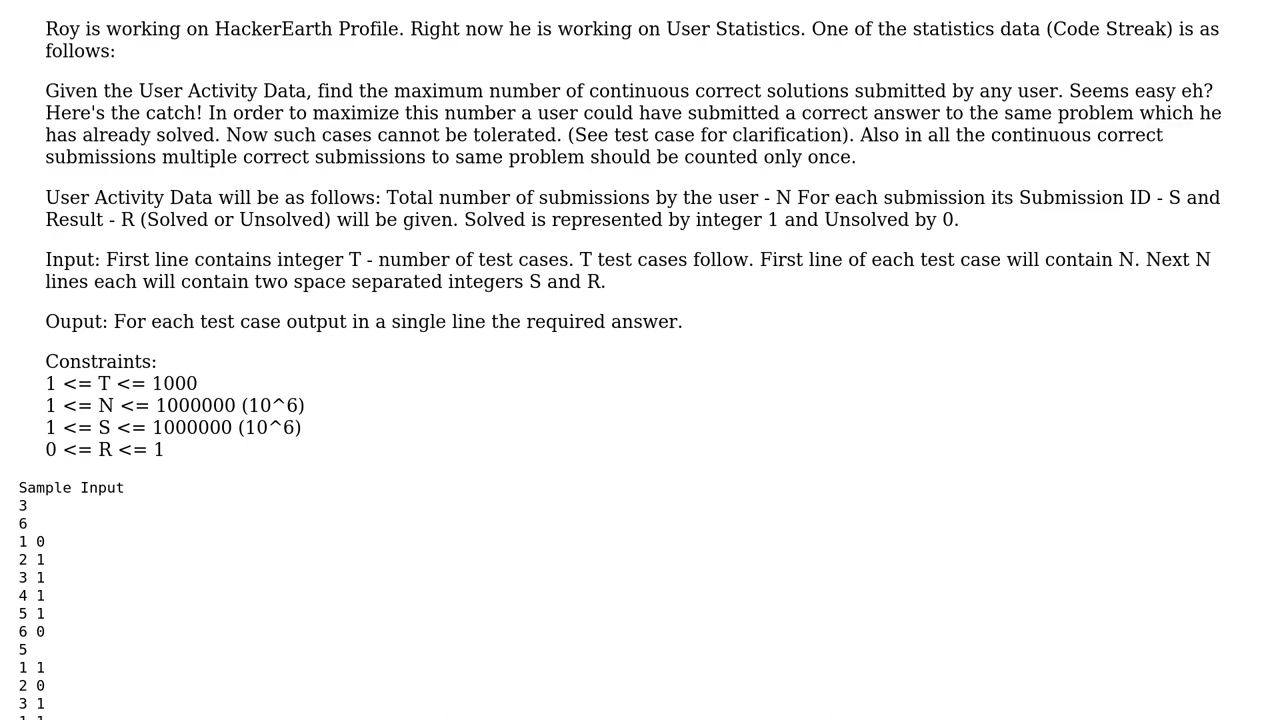 Roy is working on HackerEarth Profile. Right now he is working on User Statistics. One of the statistics data (Code Streak) is as
follows:
Given the User Activity Data, find the maximum number of continuous correct solutions submitted by any user. Seems easy eh?
Here's the catch! In order to maximize this number a user could have submitted a correct answer to the same problem which he
has already solved. Now such cases cannot be tolerated. (See test case for clarification). Also in all the continuous correct
submissions multiple correct submissions to same problem should be counted only once.
User Activity Data will be as follows: Total number of submissions by the user - N For each submission its Submission ID - S and
Result - R (Solved or Unsolved) will be given. Solved is represented by integer 1 and Unsolved by 0.
Input: First line contains integer T - number of test cases. T test cases follow. First line of each test case will contain N. Next N
lines each will contain two space separated integers S and R.
Ouput: For each test case output in a single line the required answer.
Constraints:
1 <= T <= 1000
1 <= N <= 1000000 (10^6)
1 <= S <= 1000000 (10^6)
0 <= R <= 1
Sample Input
3
6
1 0
2 1
3 1
4 1
5 1
6 0
5
1 1
2 0
3 1